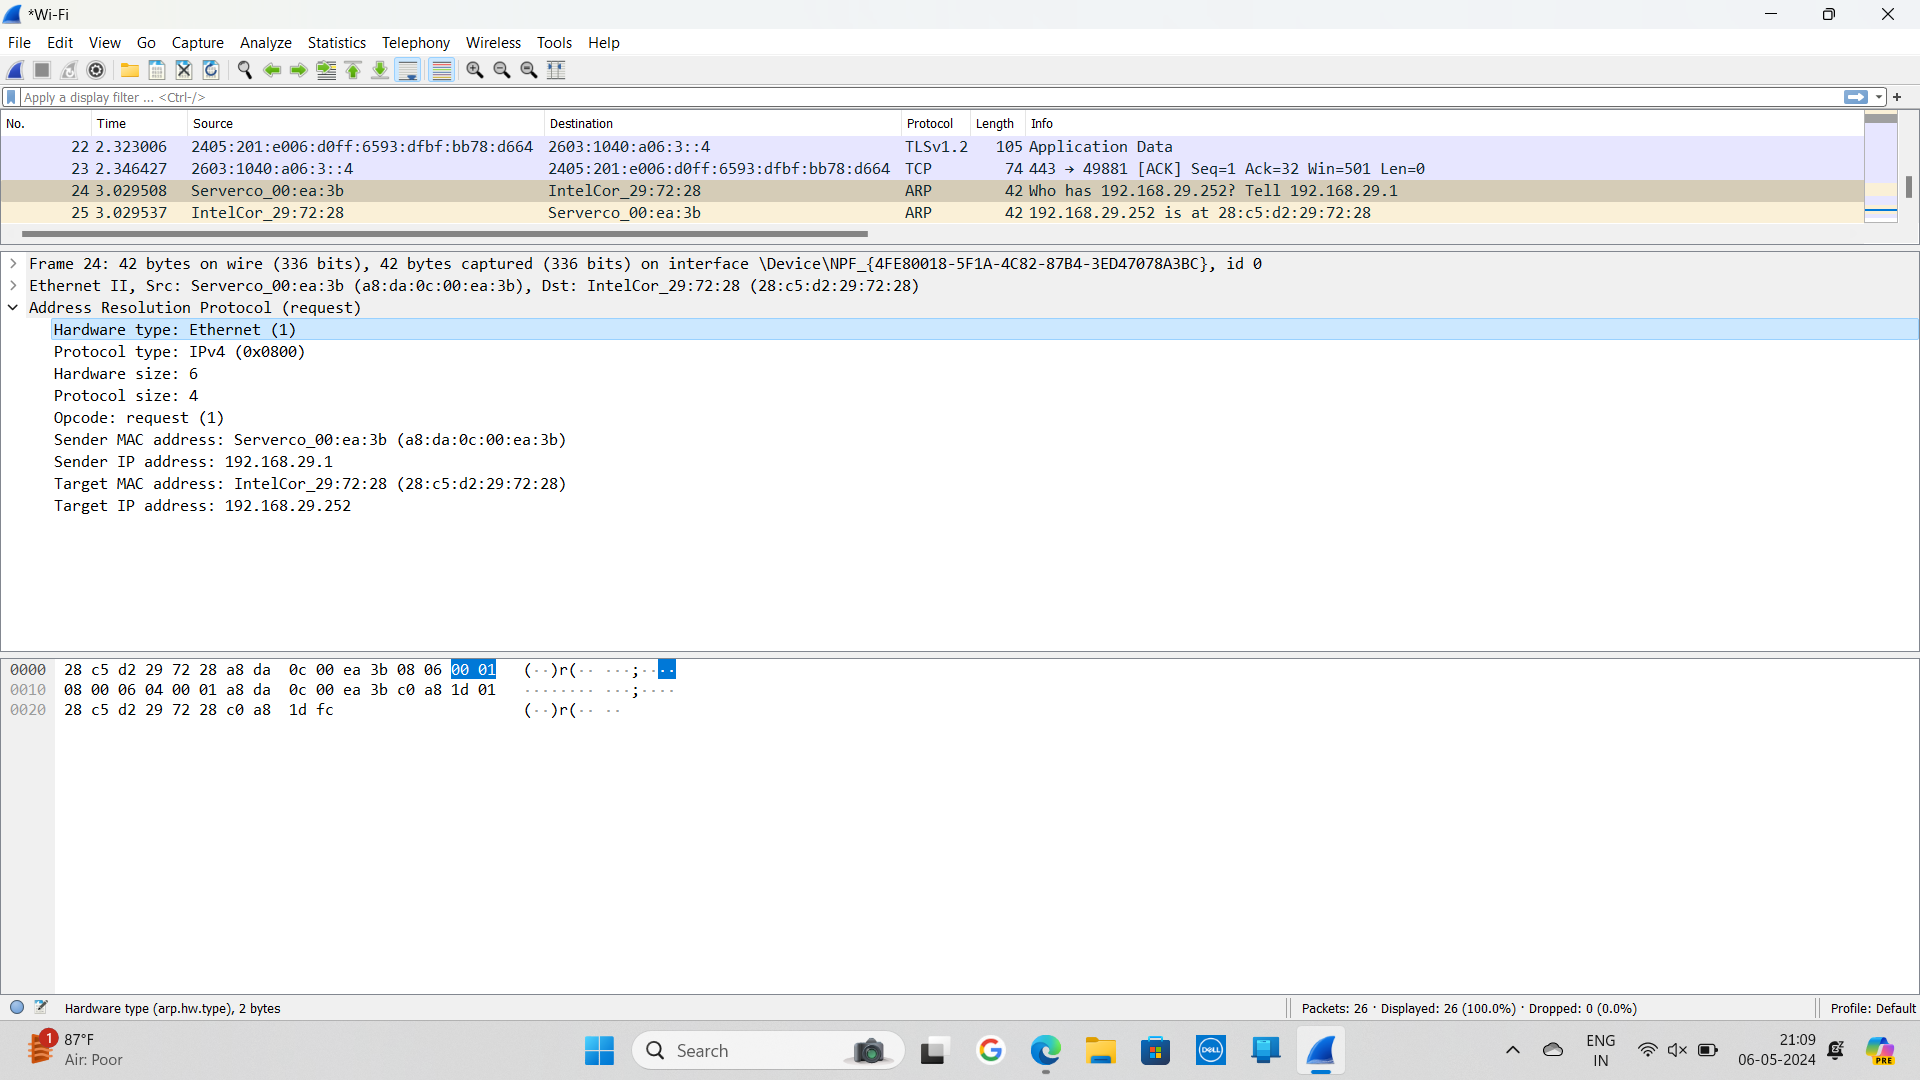 *Wi-Fi
File Edit View Go Capture Analyze Statistics Telephony Wireless Tools Help
Apply a display filter ... <Ctrl-/>
+
No. Time Source Destination Protocol Length Info
22 2.323006 2405:201:e006:d0ff:6593:dfbf:bb78:d664 2603:1040:a06:3::4 TLSv1.2 105 Application Data
23 2.346427 2603:1040:a06:3::4 2405:201:e006:d0ff:6593:dfbf:bb78:d664 TCP 74 443 → 49881 [ACK] Seq=1 Ack=32 Win=501 Len=0
24 3.029508 Serverco_00:ea:3b IntelCor_29:72:28 ARP 42 Who has 192.168.29.252? Tell 192.168.29.1
25 3.029537 IntelCor_29:72:28 Serverco_00:ea:3b ARP 42 192.168.29.252 is at 28:c5:d2:29:72:28
Frame 24: 42 bytes on wire (336 bits), 42 bytes captured (336 bits) on interface \Device\NPF_{4FE80018-5F1A-4C82-87B4-3ED47078A3BC}, id 0
Ethernet II, Src: Serverco_00:ea:3b (a8:da:0c:00:ea:3b), Dst: IntelCor_29:72:28 (28:c5:d2:29:72:28)
Address Resolution Protocol (request)
Hardware type: Ethernet (1)
Protocol type: IPv4 (0x0800)
Hardware size: 6
Protocol size: 4
Opcode: request (1)
Sender MAC address: Serverco_00:ea:3b (a8:da:0c:00:ea:3b)
Sender IP address: 192.168.29.1
Target MAC address: IntelCor_29:72:28 (28:c5:d2:29:72:28)
Target IP address: 192.168.29.252
0000 28 c5 d2 29 72 28 a8 da 0c 00 ea 3b 08 06 00 01 (··)r(·· ···;····
0010 08 00 06 04 00 01 a8 da 0c 00 ea 3b c0 a8 1d 01 ········ ···;····
0020 28 c5 d2 29 72 28 c0 a8 1d fc (··)r(·· ··
Hardware type (arp.hw.type), 2 bytes Packets: 26 · Displayed: 26 (100.0%) · Dropped: 0 (0.0%) Profile: Default
1
87°F
Air: Poor
Search
DELL
ENG
IN
21:09
06-05-2024
PRE